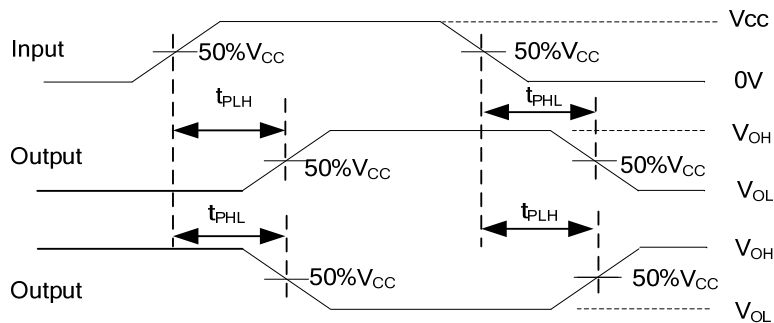 Vcc
Input 50%VCC 50%VCC
0V
tPLH tPHL
VOH
Output 50%VCC 50%VCC
VOL
tPHL tPLH
VOH
50%VCC 50%VCC
Output
VOL